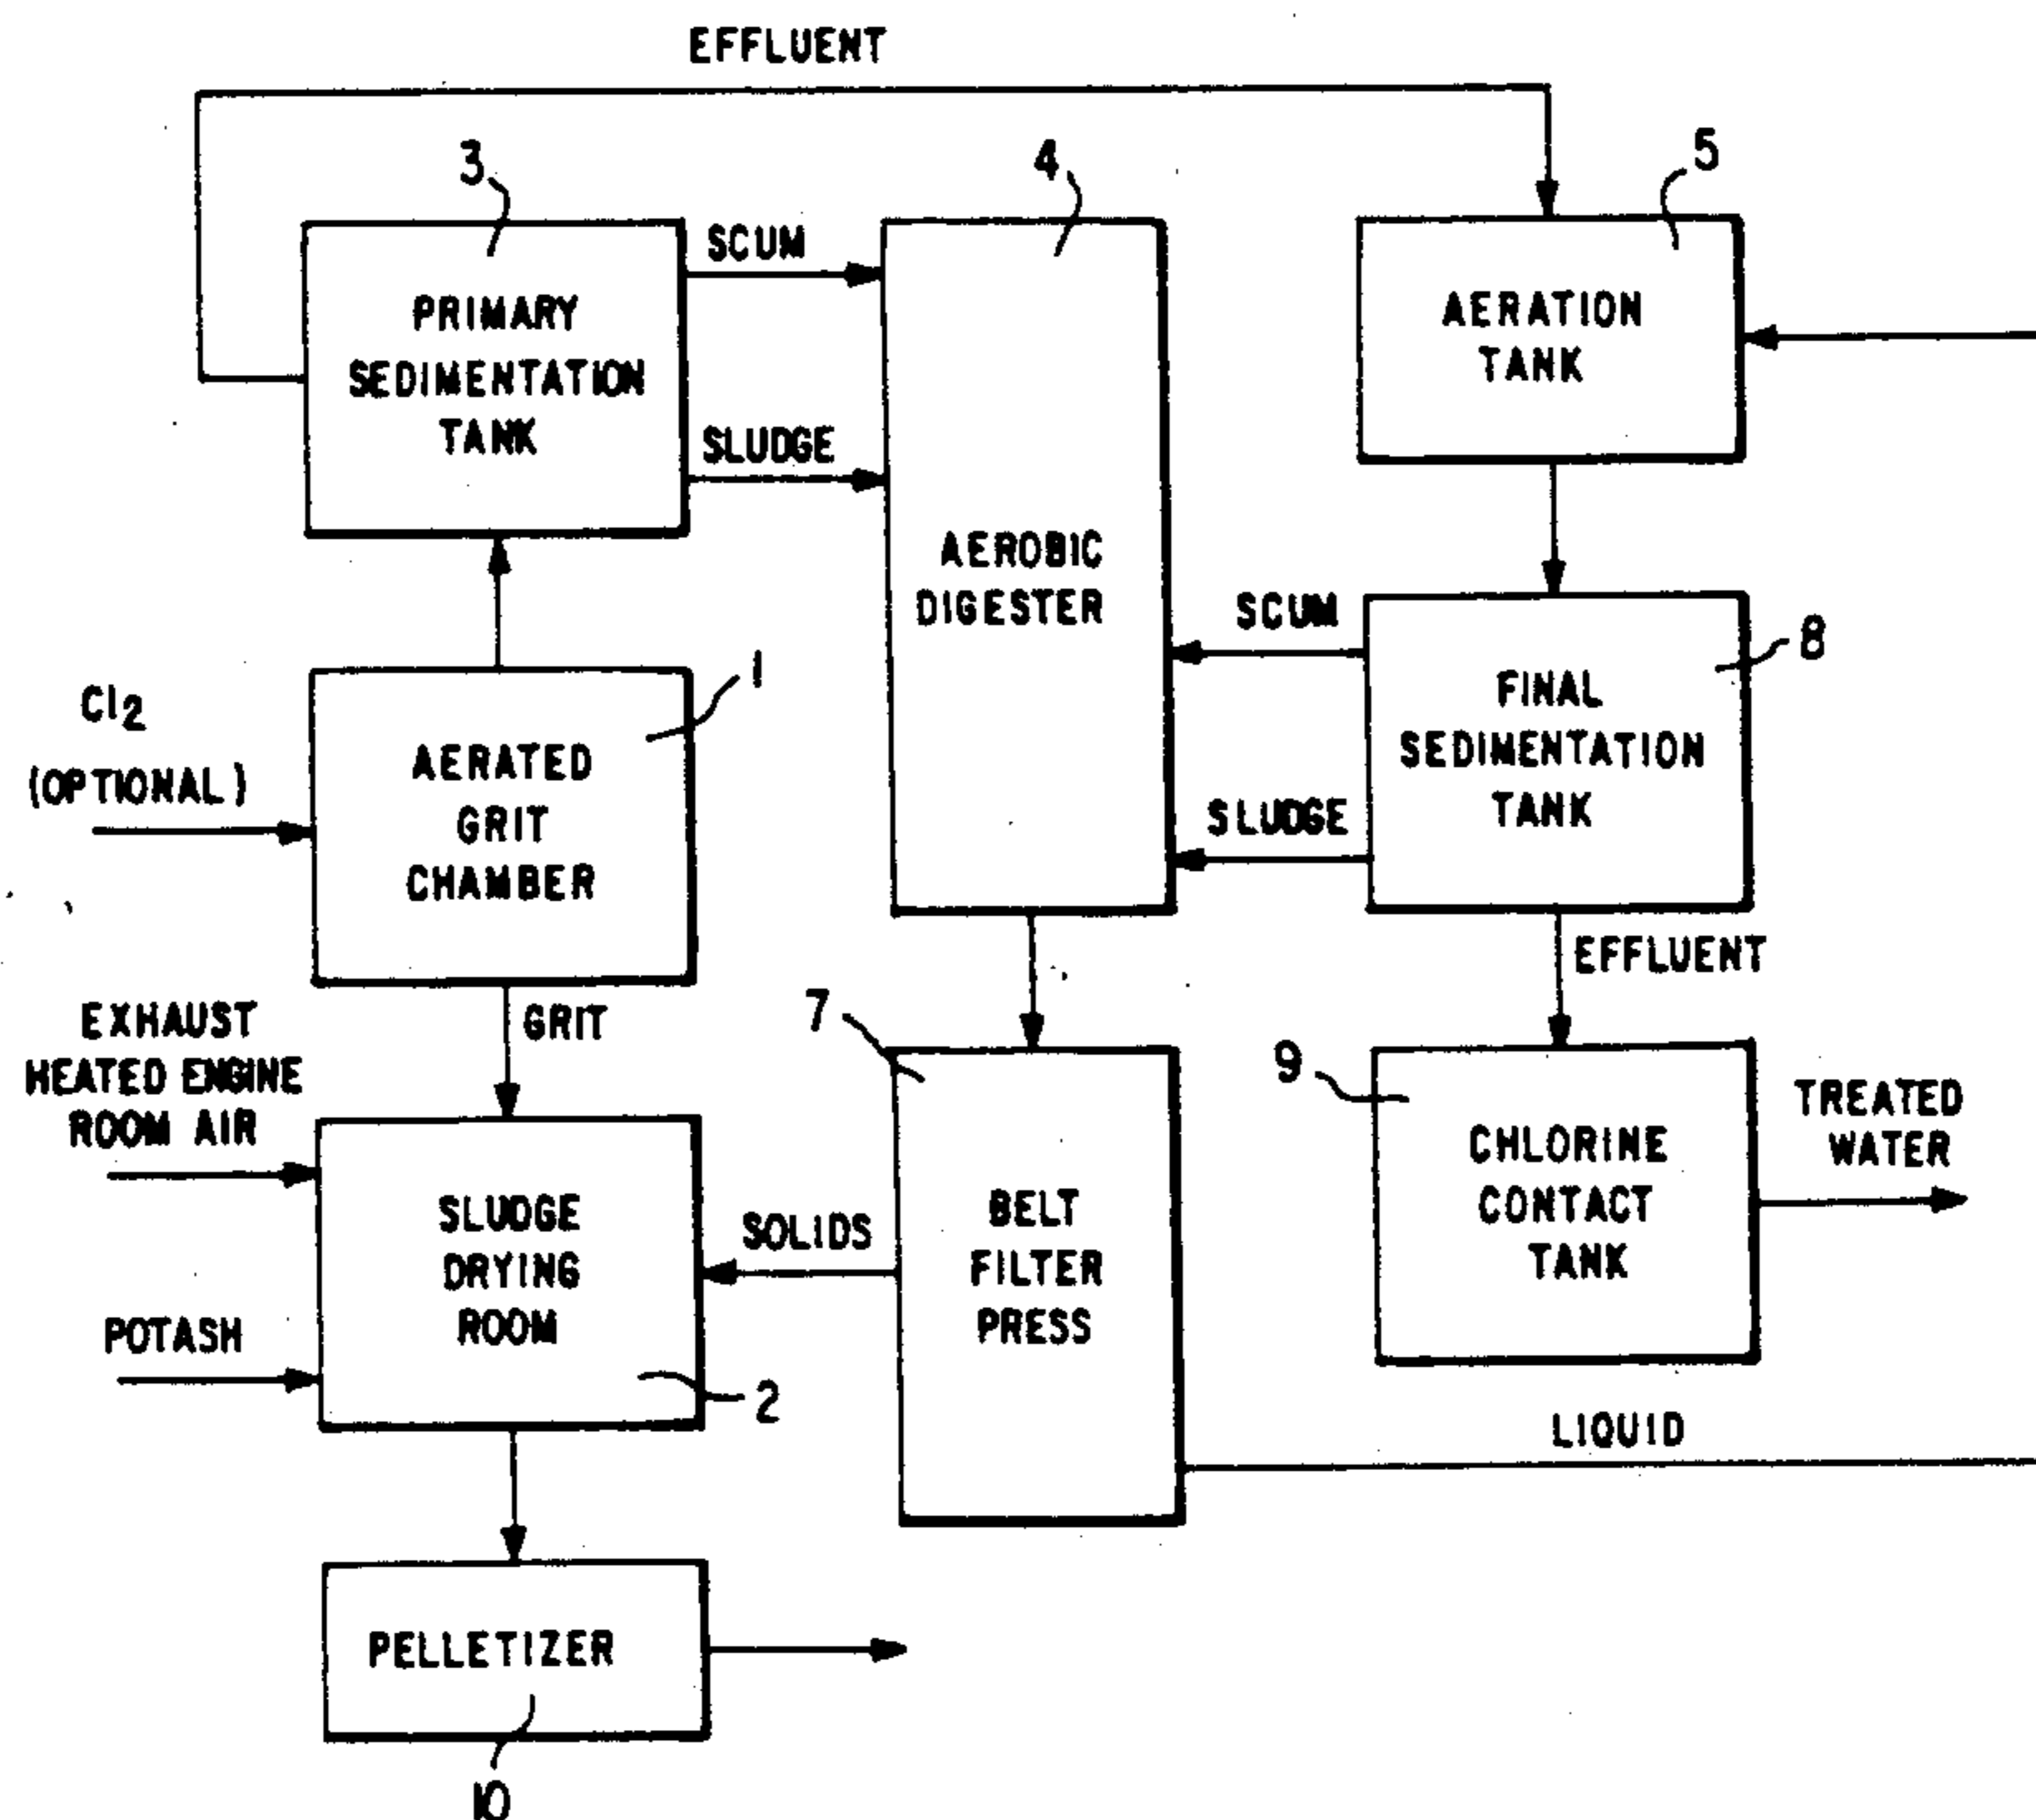 EFFLUENT
3
4
5
SCUM
PRIMARY
SEDIMENTATION
TANK
SLUDGE
AERATION
TANK
AEROBIC
DIGESTER
SCUM
8
FINAL
SEDIMENTATION
TANK
SLUDGE
1
Cl2
(OPTIONAL)
AERATED
GRIT
CHAMBER
EFFLUENT
GRIT
7
9
EXHAUST
HEATED ENGINE
ROOM AIR
TREATED
WATER
CHLORINE
CONTACT
TANK
SLUDGE
DRYING
ROOM
SOLIDS
BELT
FILTER
PRESS
POTASH
2
LIQUID
PELLETIZER
10